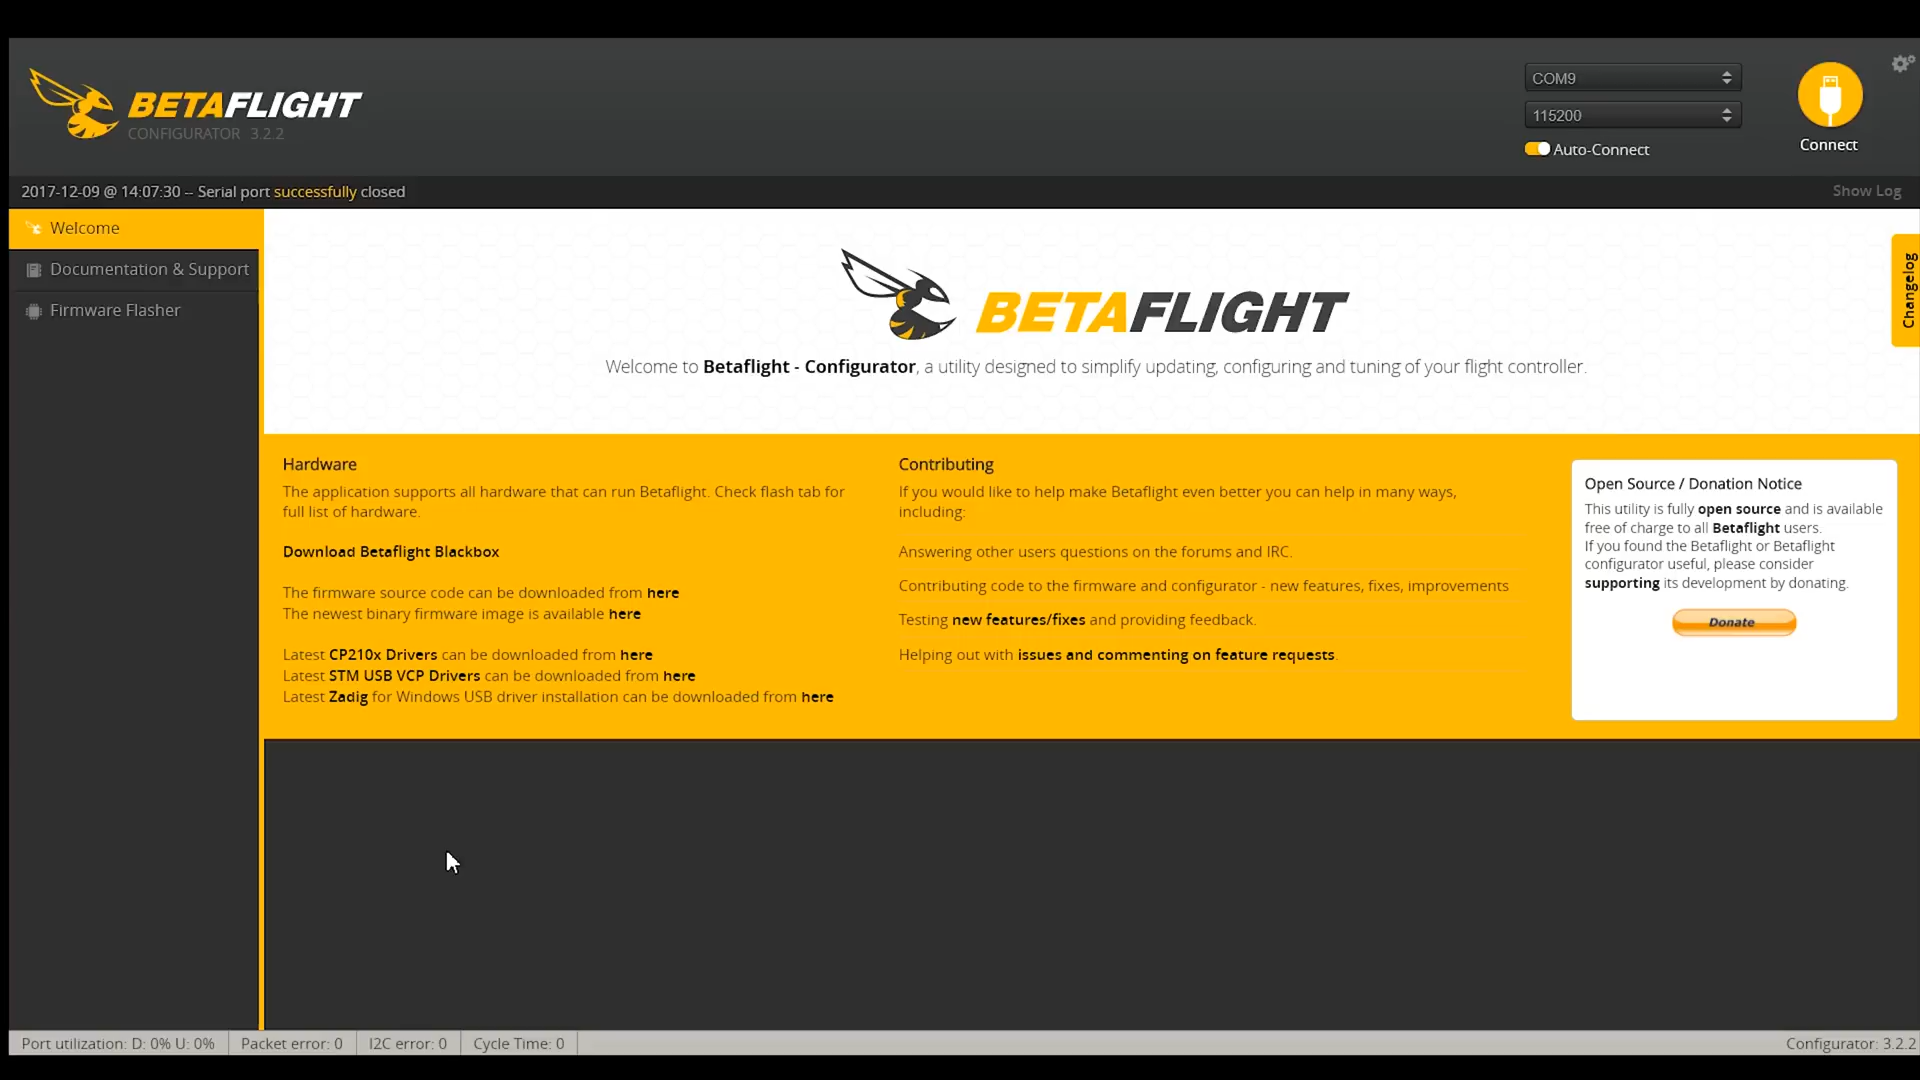 BETAFLIGHT
CONFIGURATOR 3.2.2
COM9
115200
Auto-Connect
Connect
2017-12-09 @ 14:07:30 -- Serial port successfully closed
Show Log
Welcome
Documentation & Support
Firmware Flasher
Changelog
BETAFLIGHT
Welcome to Betaflight - Configurator, a utility designed to simplify updating, configuring and tuning of your flight controller.
Hardware
The application supports all hardware that can run Betaflight. Check flash tab for
full list of hardware.
Download Betaflight Blackbox
The firmware source code can be downloaded from here
The newest binary firmware image is available here
Latest CP210x Drivers can be downloaded from here
Latest STM USB VCP Drivers can be downloaded from here
Latest Zadig for Windows USB driver installation can be downloaded from here
Contributing
If you would like to help make Betaflight even better you can help in many ways,
including:
Answering other users questions on the forums and IRC.
Contributing code to the firmware and configurator - new features, fixes, improvements
Testing new features/fixes and providing feedback.
Helping out with issues and commenting on feature requests.
Open Source / Donation Notice
This utility is fully open source and is available
free of charge to all Betaflight users.
If you found the Betaflight or Betaflight
configurator useful, please consider
supporting its development by donating.
Donate
Port utilization: D: 0% U: 0%
Packet error: 0
I2C error: 0
Cycle Time: 0
Configurator: 3.2.2